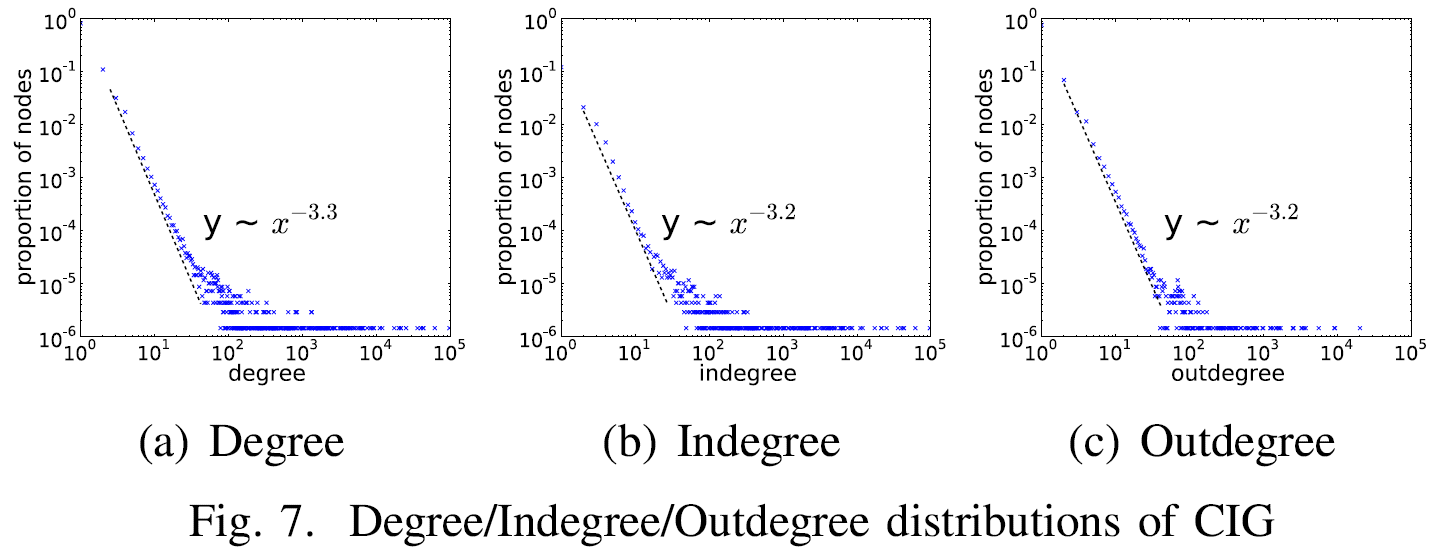 10^0
10^-1
10^-2
10^-3
10^-4
10^-5
10^-6
proportion of nodes
y ~ x^-3.3
10^0 10^1 10^2 10^3 10^4 10^5
degree
(a) Degree
10^0
10^-1
10^-2
10^-3
10^-4
10^-5
10^-6
proportion of nodes
y ~ x^-3.2
10^0 10^1 10^2 10^3 10^4 10^5
indegree
(b) Indegree
10^0
10^-1
10^-2
10^-3
10^-4
10^-5
10^-6
proportion of nodes
y ~ x^-3.2
10^0 10^1 10^2 10^3 10^4 10^5
outdegree
(c) Outdegree
Fig. 7. Degree/Indegree/Outdegree distributions of CIG